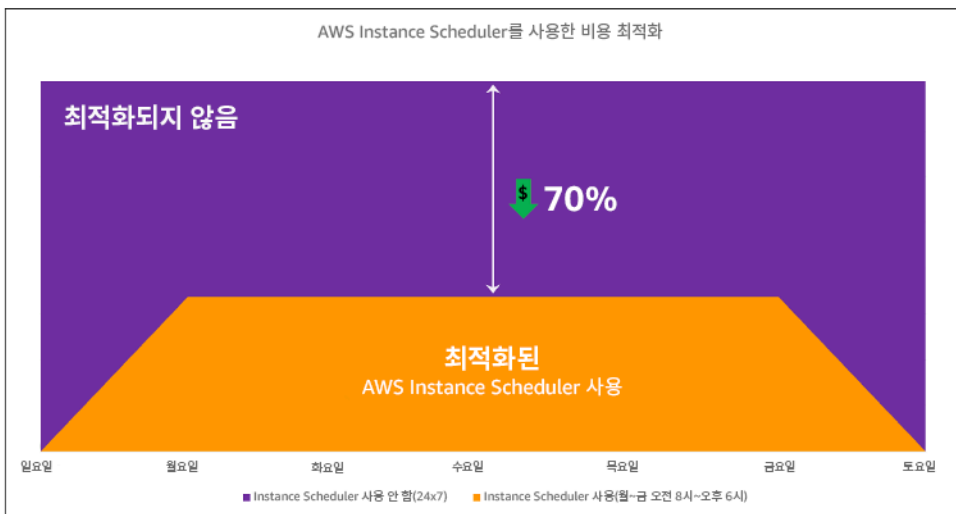 AWS Instance Scheduler를 사용한 비용 최적화
최적화되지 않음
$ 70%
최적화된
AWS Instance Scheduler 사용
일요일 월요일 화요일 수요일 목요일 금요일 토요일
Instance Scheduler 사용 안 함(24x7) Instance Scheduler 사용(월~금 오전 8시~오후 6시)